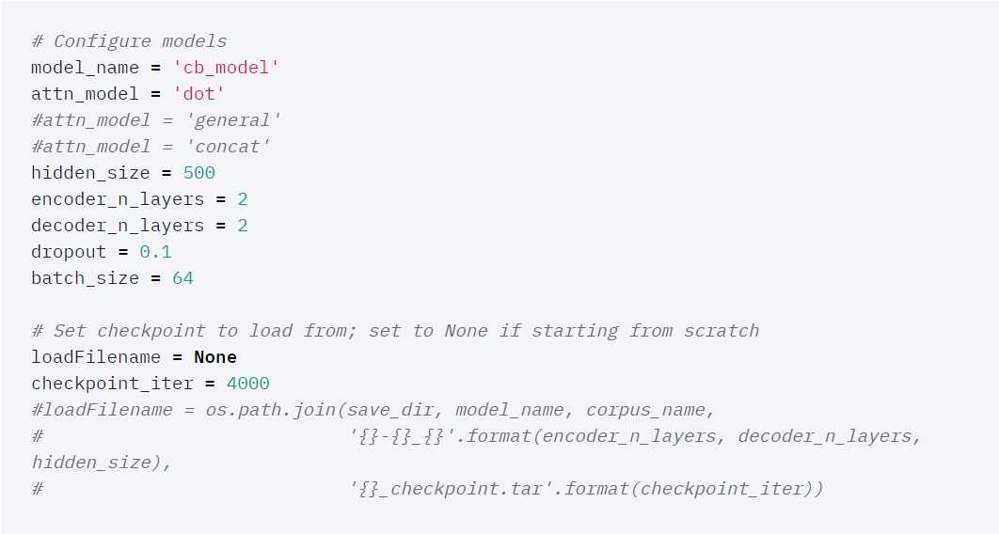 # Configure models
model_name = 'cb_model'
attn_model = 'dot'
#attn_model = 'general'
#attn_model = 'concat'
hidden_size = 500
encoder_n_layers = 2
decoder_n_layers = 2
dropout = 0.1
batch_size = 64

# Set checkpoint to load from; set to None if starting from scratch
loadFilename = None
checkpoint_iter = 4000
#loadFilename = os.path.join(save_dir, model_name, corpus_name,
#                            '{}-{}_{}'.format(encoder_n_layers, decoder_n_layers,
hidden_size),
#                            '{}_checkpoint.tar'.format(checkpoint_iter))